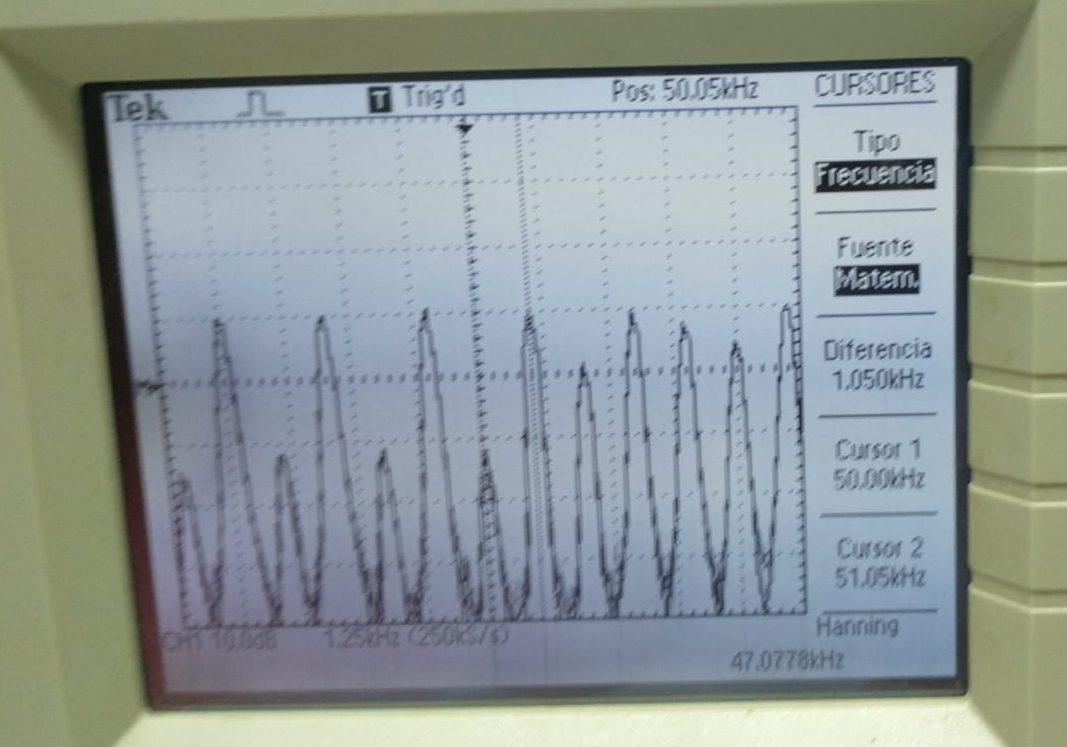 Tek T Trig'd Pos: 50.05kHz CURSORES
Tipo
Frecuencia
Fuente
Matem.
Diferencia
1.050kHz
Cursor 1
50.00kHz
Cursor 2
51.05kHz
CH1 10.0dB 1.25kHz (250kS/s) Hanning
47.0778kHz